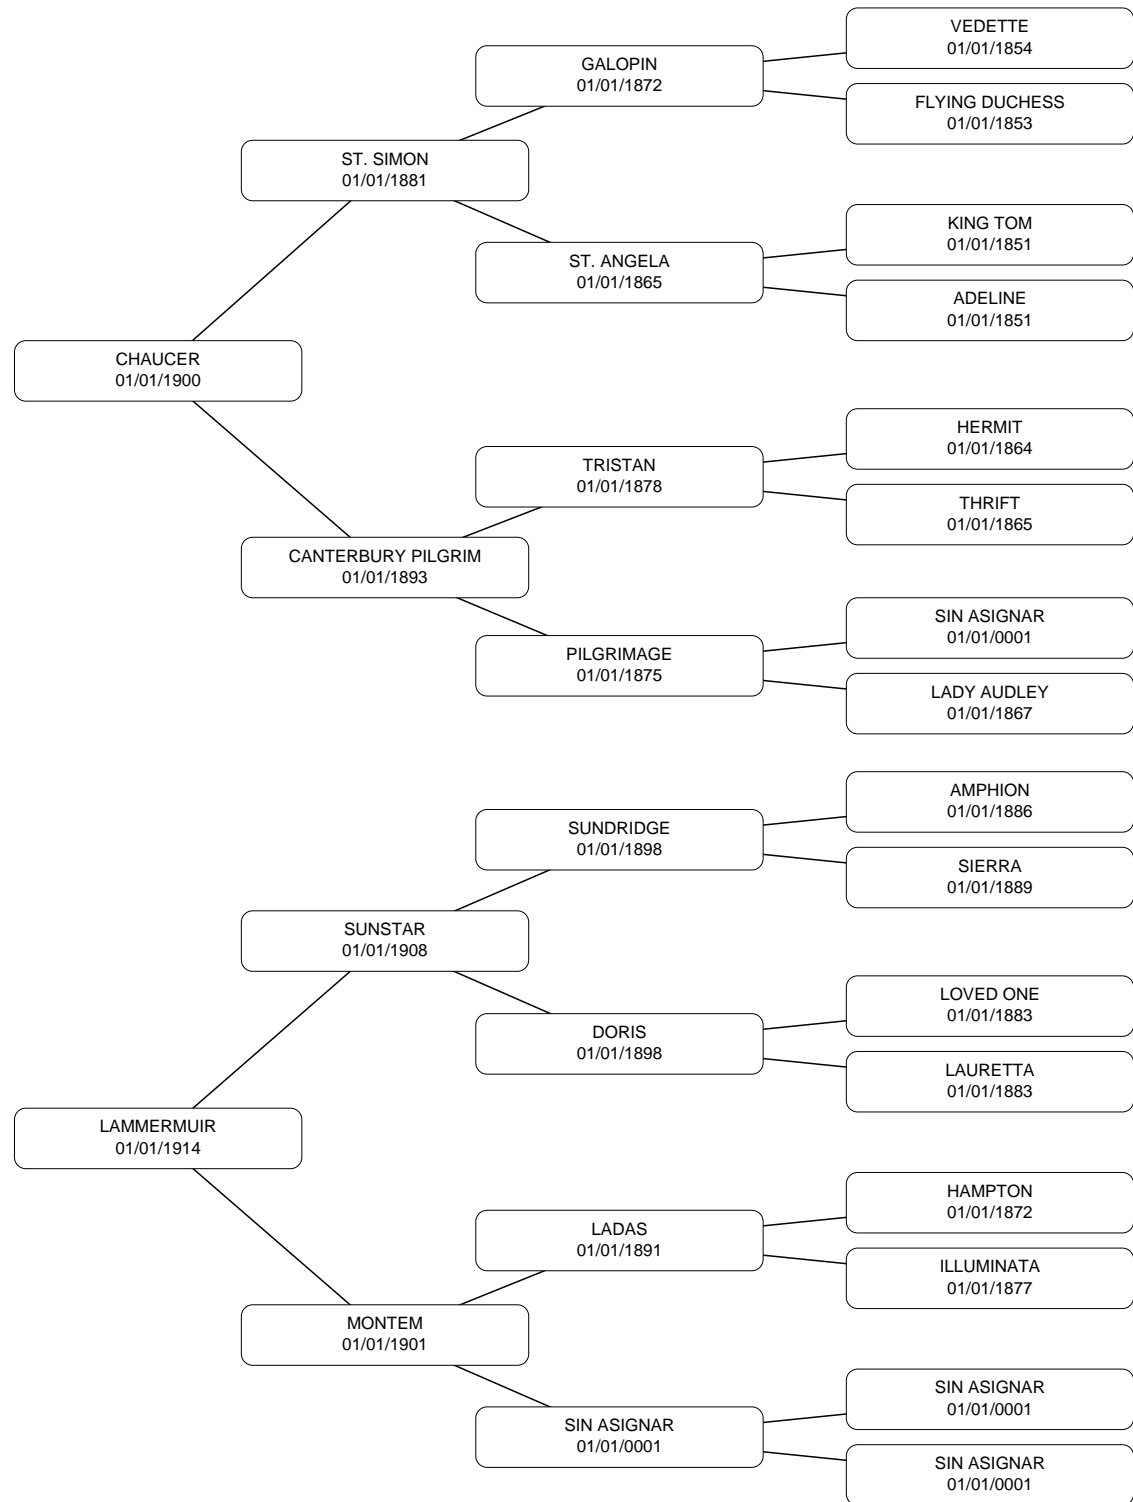 VEDETTE
01/01/1854
GALOPIN
01/01/1872
FLYING DUCHESS
01/01/1853
ST. SIMON
01/01/1881
KING TOM
01/01/1851
ST. ANGELA
01/01/1865
ADELINE
01/01/1851
CHAUCER
01/01/1900
HERMIT
01/01/1864
TRISTAN
01/01/1878
THRIFT
01/01/1865
CANTERBURY PILGRIM
01/01/1893
SIN ASIGNAR
01/01/0001
PILGRIMAGE
01/01/1875
LADY AUDLEY
01/01/1867
AMPHION
01/01/1886
SUNDRIDGE
01/01/1898
SIERRA
01/01/1889
SUNSTAR
01/01/1908
LOVED ONE
01/01/1883
DORIS
01/01/1898
LAURETTA
01/01/1883
LAMMERMUIR
01/01/1914
HAMPTON
01/01/1872
LADAS
01/01/1891
ILLUMINATA
01/01/1877
MONTEM
01/01/1901
SIN ASIGNAR
01/01/0001
SIN ASIGNAR
01/01/0001
SIN ASIGNAR
01/01/0001